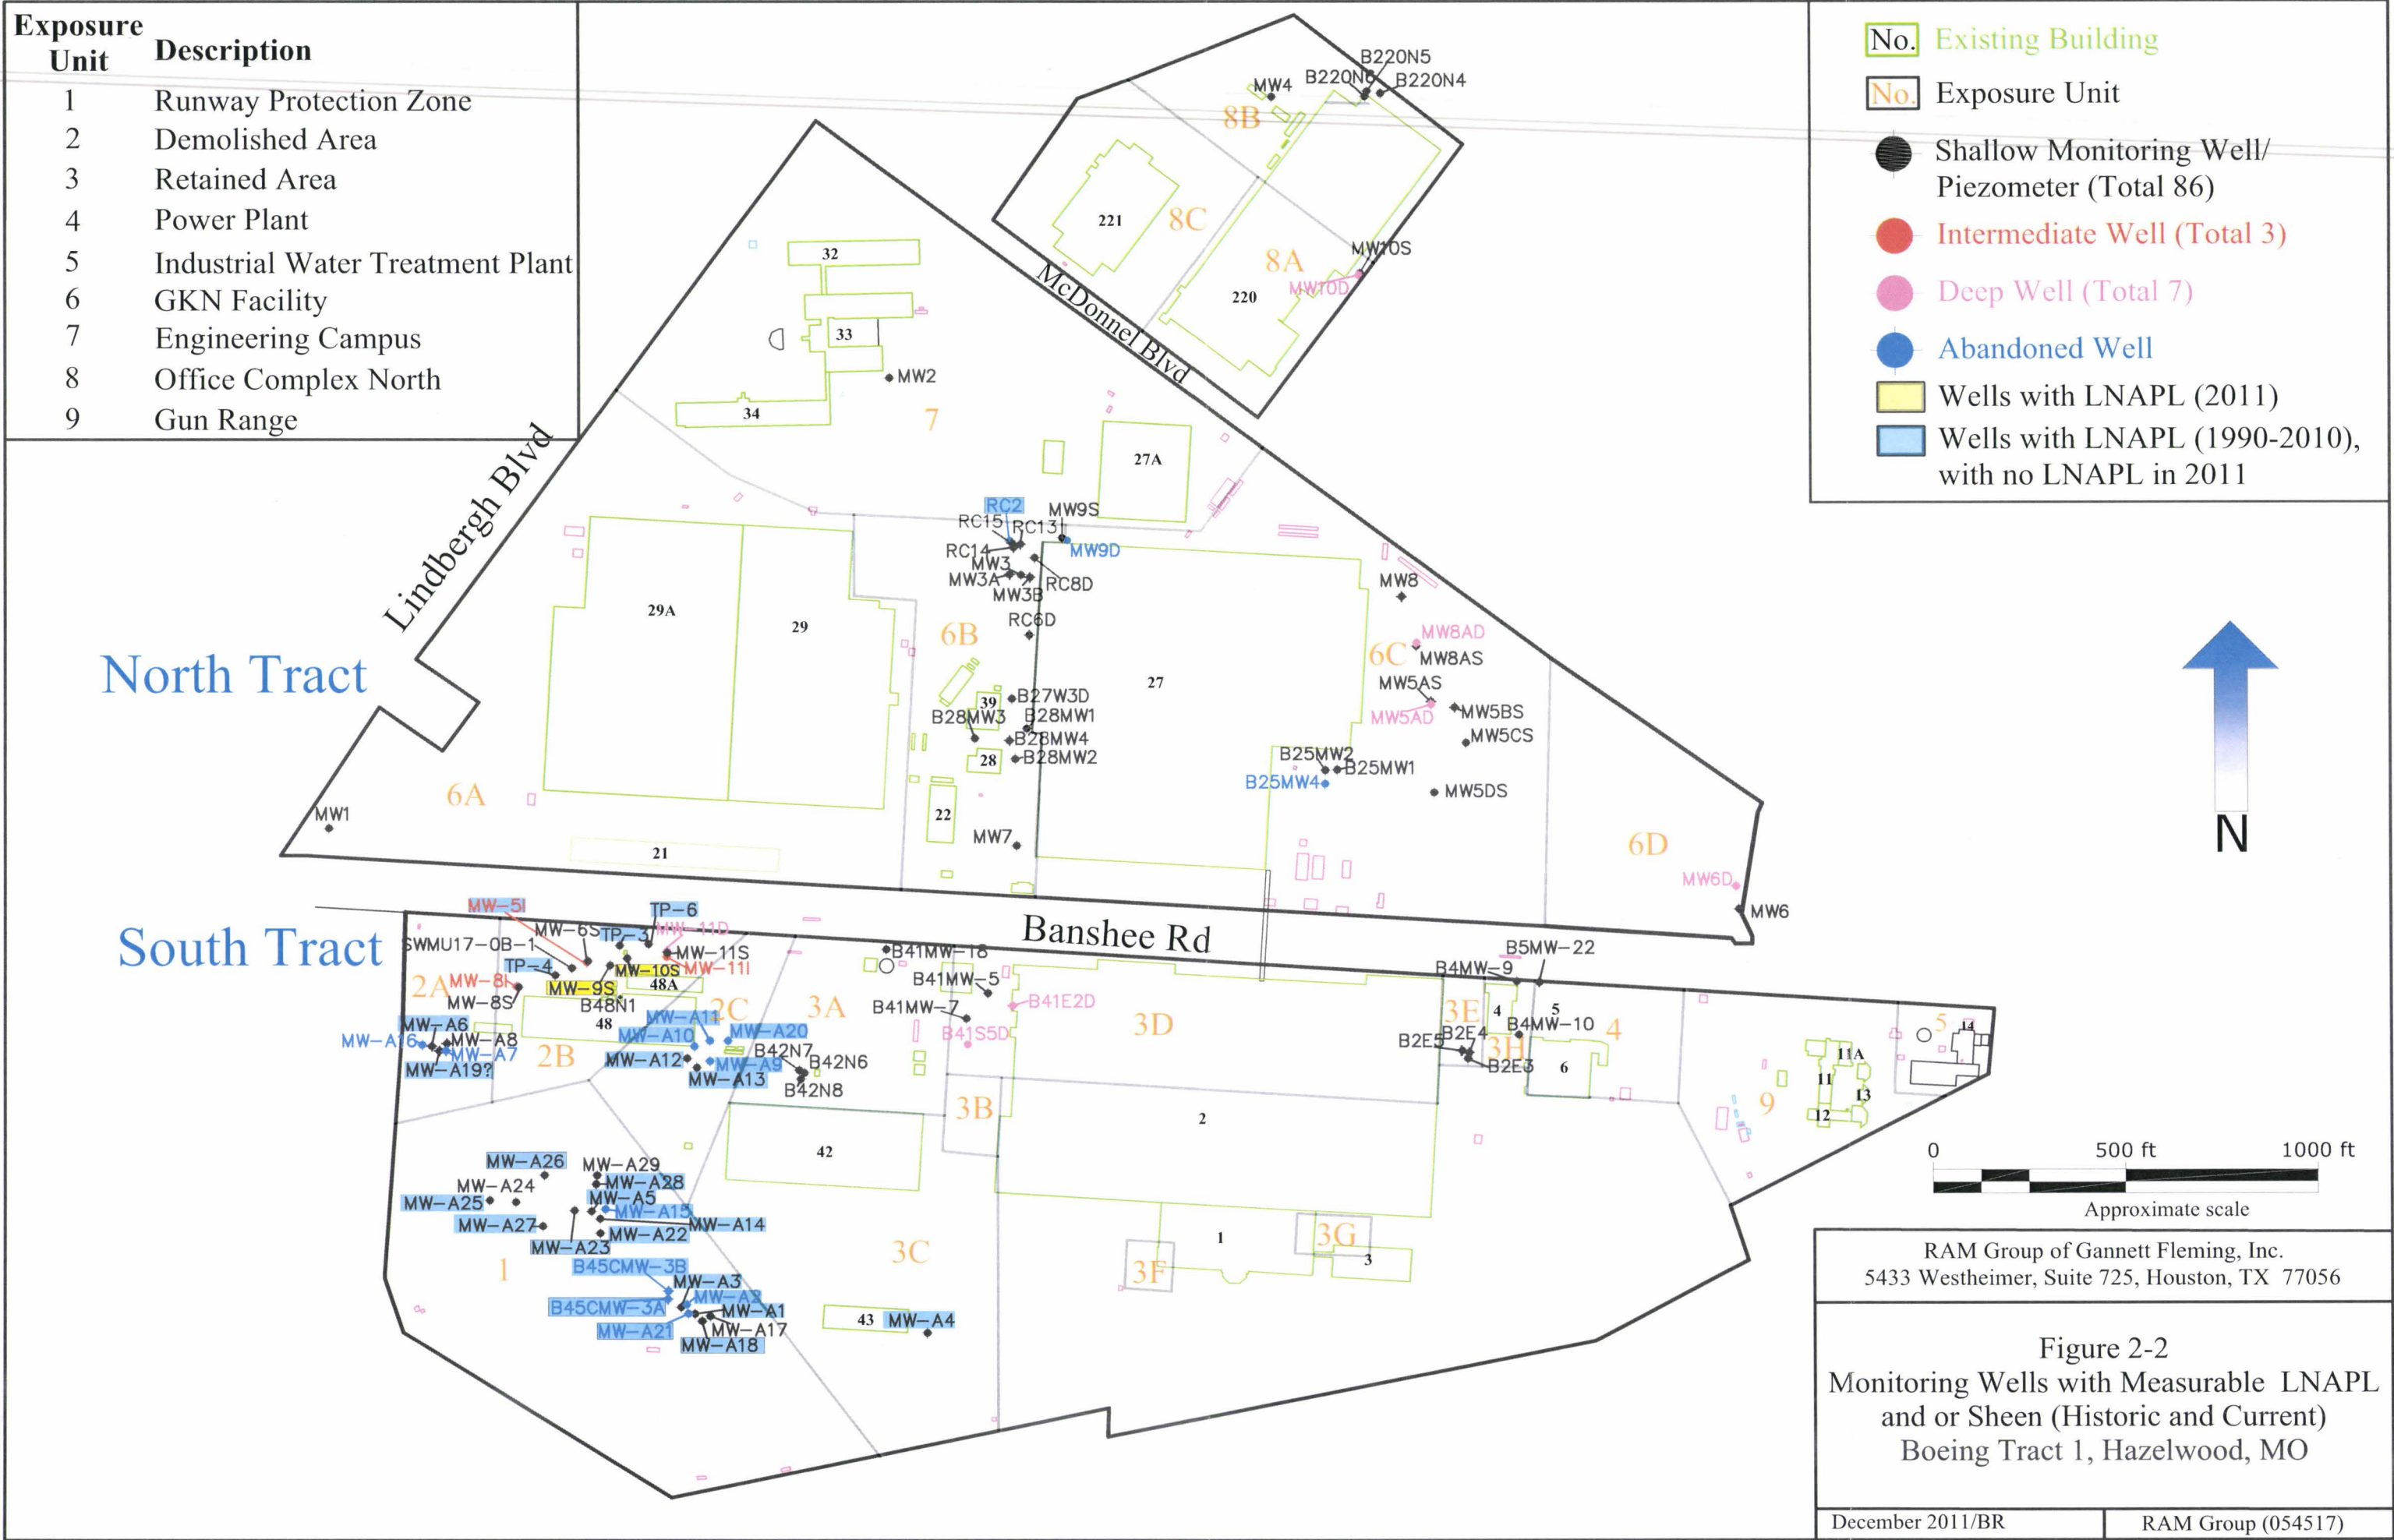 Exposure Unit Description
1 Runway Protection Zone
2 Demolished Area
3 Retained Area
4 Power Plant
5 Industrial Water Treatment Plant
6 GKN Facility
7 Engineering Campus
8 Office Complex North
9 Gun Range
No. Existing Building
No. Exposure Unit
Shallow Monitoring Well/
Piezometer (Total 86)
Intermediate Well (Total 3)
Deep Well (Total 7)
Abandoned Well
Wells with LNAPL (2011)
Wells with LNAPL (1990-2010),
with no LNAPL in 2011
B220N5
B220N6
B220N4
MW4
8B
221
8C
8A
MW10S
MW10D
220
McDonnel Blvd
32
33
MW2
34
7
27A
Lindbergh Blvd
RC2
MW9S
RC15
RC13
RC14
MW9D
MW3
MW3A
RC8D
MW3B
MW8
29A
29
RC6D
6B
MW8AD
6C
MW8AS
North Tract
27
MW5AS
39
B27W3D
MW5AD
MW5BS
B28MW3
B28MW1
B28MW4
MW5CS
28
B28MW2
B25MW2
B25MW1
B25MW4
MW5DS
6A
MW1
22
MW7
21
6D
MW6D
MW6
N
Banshee Rd
South Tract
MW-5I
TP-6
MW-6S
TP-3
MW-11D
SWMU17-0B-1
MW-11S
TP-4
MW-10S
MW-11I
2A
MW-8I
MW-9S
48A
MW-8S
B48N1
48
2C
MW-A11
MW-A6
MW-A10
MW-A20
MW-A16
MW-A8
MW-A7
2B
MW-A12
MW-A9
MW-A19?
MW-A13
3A
B41MW-18
B41MW-5
B41MW-7
B41E2D
B41S5D
B42N7
B42N6
B42N8
3B
3D
B5MW-22
B4MW-9
3E
4
5
B4MW-10
4
B2E5
B2E4
3H
B2E3
6
2
5
14
11A
11
13
12
9
42
MW-A26
MW-A29
MW-A24
MW-A28
MW-A25
MW-A5
MW-A15
MW-A27
MW-A14
MW-A22
MW-A23
1
B45CMW-3B
MW-A3
MW-A2
B45CMW-3A
MW-A1
MW-A21
MW-A17
MW-A18
3C
43
MW-A4
1
3G
3
3F
0 500 ft 1000 ft
Approximate scale
RAM Group of Gannett Fleming, Inc.
5433 Westheimer, Suite 725, Houston, TX 77056
Figure 2-2
Monitoring Wells with Measurable LNAPL
and or Sheen (Historic and Current)
Boeing Tract 1, Hazelwood, MO
December 2011/BR
RAM Group (054517)